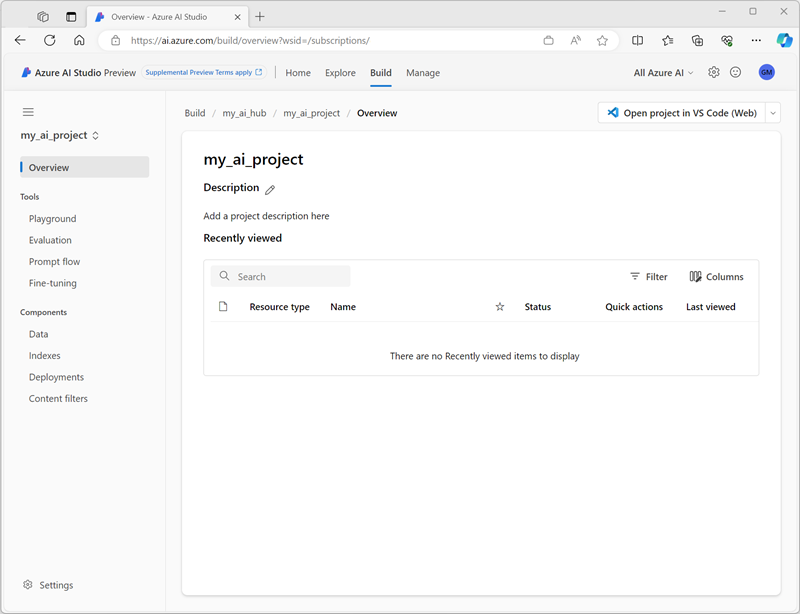 Overview - Azure AI Studio
https://ai.azure.com/build/overview?wsid=/subscriptions/
Azure AI Studio Preview
Supplemental Preview Terms apply
Home
Explore
Build
Manage
All Azure AI
GM
my_ai_project
Overview
Tools
Playground
Evaluation
Prompt flow
Fine-tuning
Components
Data
Indexes
Deployments
Content filters
Settings
Build / my_ai_hub / my_ai_project / Overview
Open project in VS Code (Web)
my_ai_project
Description
Add a project description here
Recently viewed
Search
Filter
Columns
Resource type
Name
Status
Quick actions
Last viewed
There are no Recently viewed items to display